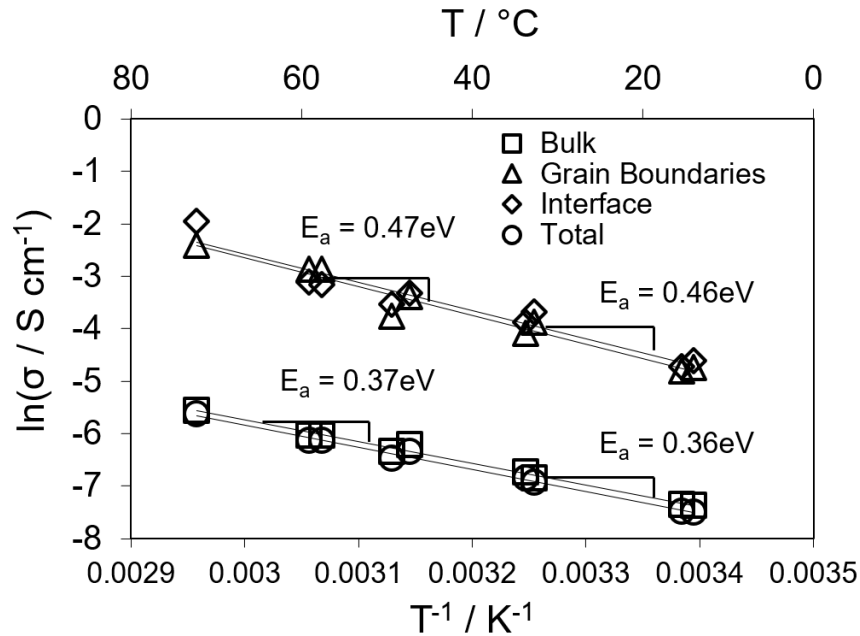 T / °C
80 60 40 20 0
0
-1
-2
-3
-4
-5
-6
-7
-8
ln(σ / S cm⁻¹)
Bulk
Grain Boundaries
Interface
Total
Eₐ = 0.47eV
Eₐ = 0.46eV
Eₐ = 0.37eV
Eₐ = 0.36eV
0.0029 0.003 0.0031 0.0032 0.0033 0.0034 0.0035
T⁻¹ / K⁻¹